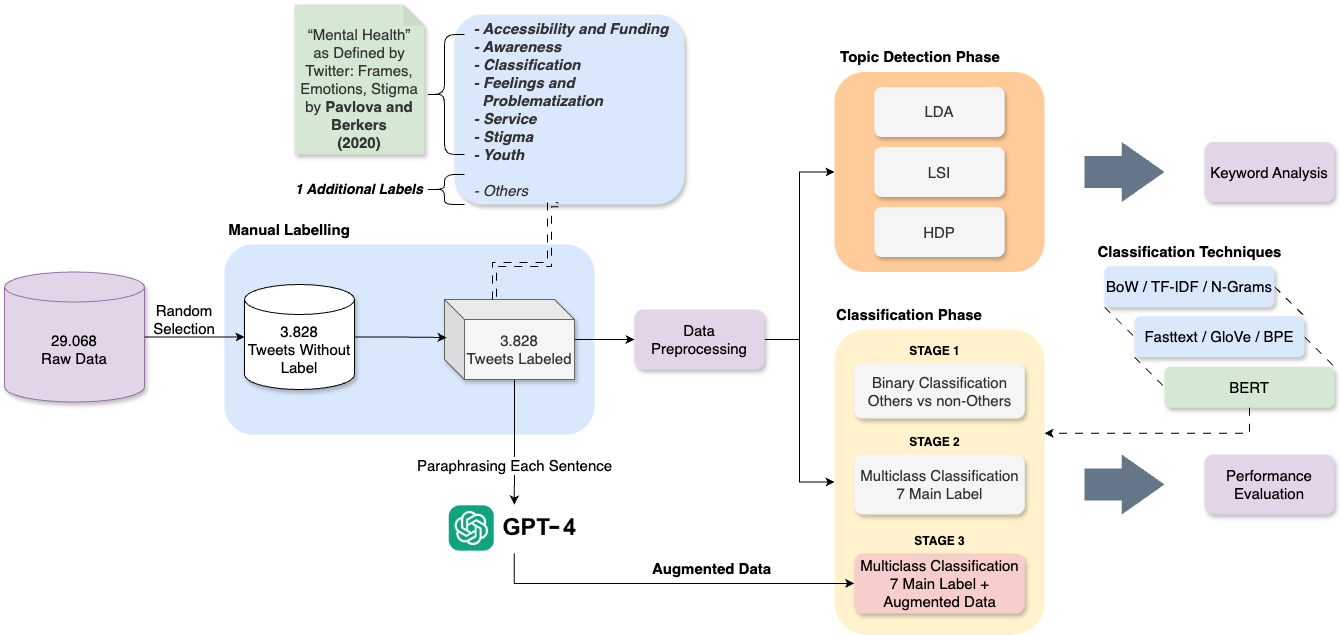 “Mental Health”
as Defined by
Twitter: Frames,
Emotions, Stigma
by Pavlova and
Berkers
(2020)
- Accessibility and Funding
- Awareness
- Classification
- Feelings and
Problematization
- Service
- Stigma
- Youth
1 Additional Labels
- Others
Manual Labelling
29.068
Raw Data
Random
Selection
3.828
Tweets Without
Label
3.828
Tweets Labeled
Data
Preprocessing
Paraphrasing Each Sentence
GPT-4
Augmented Data
Topic Detection Phase
LDA
LSI
HDP
Keyword Analysis
Classification Phase
STAGE 1
Binary Classification
Others vs non-Others
STAGE 2
Multiclass Classification
7 Main Label
STAGE 3
Multiclass Classification
7 Main Label +
Augmented Data
Classification Techniques
BoW / TF-IDF / N-Grams
Fasttext / GloVe / BPE
BERT
Performance
Evaluation